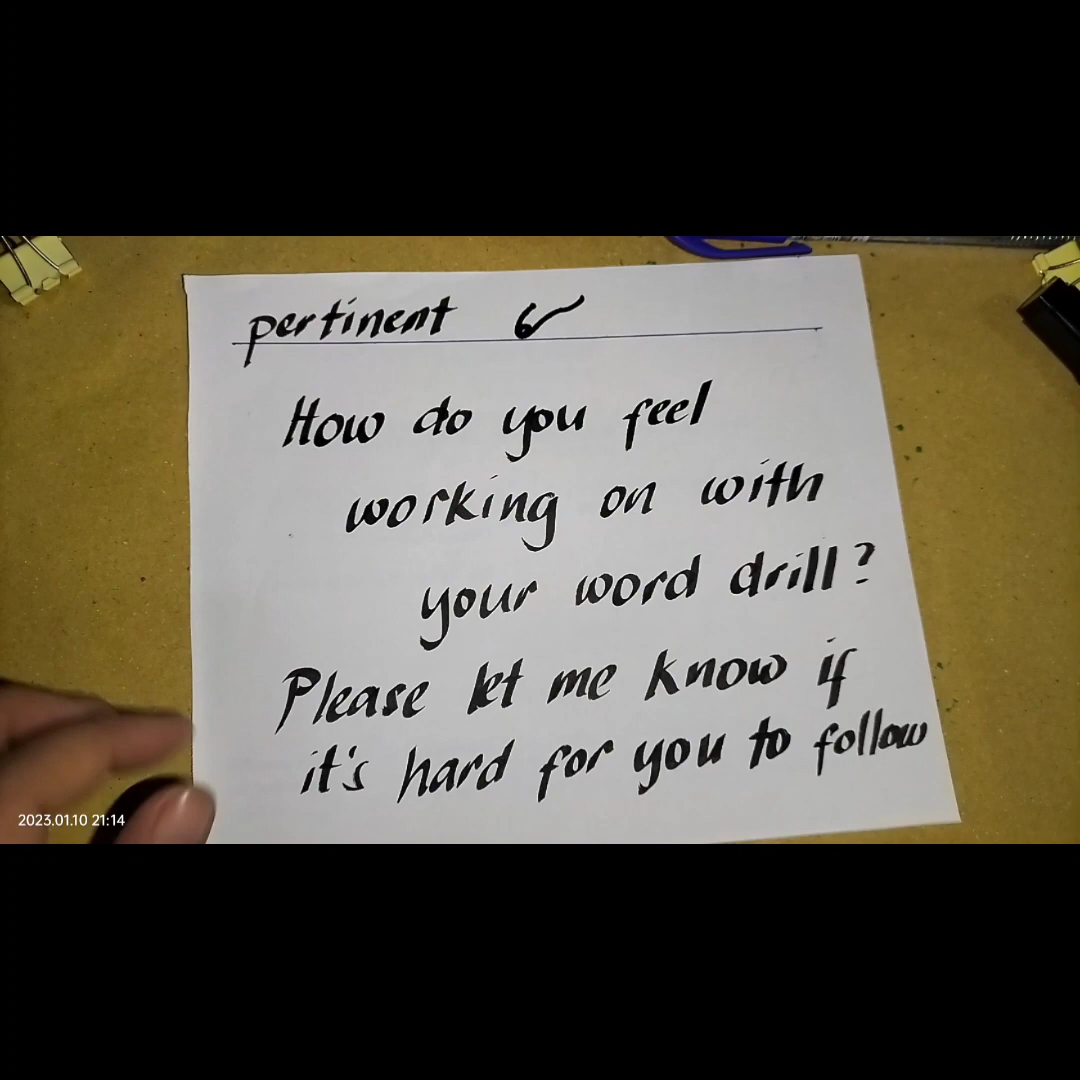 pertinent
How do you feel
working on with
your word drill?
Please let me know if
it's hard for you to follow
2023.01.10 21:14